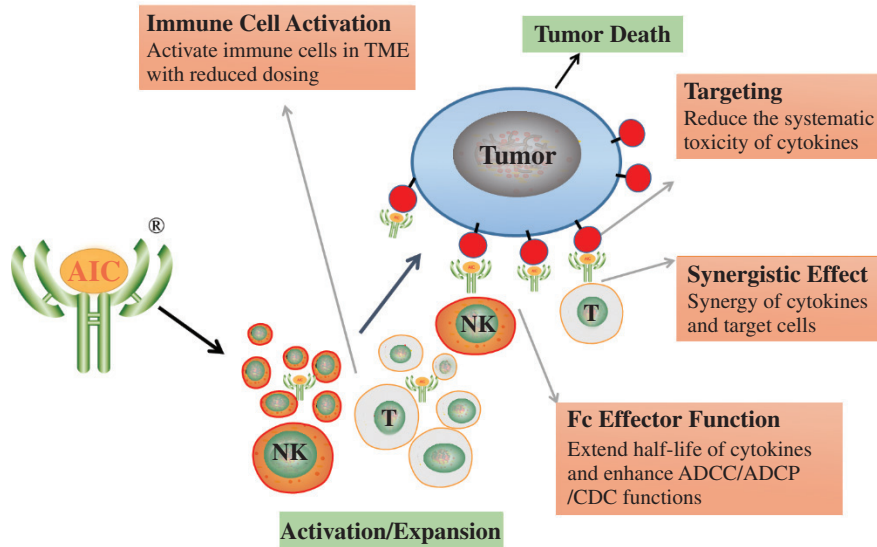 Immune Cell Activation
Activate immune cells in TME
with reduced dosing
Tumor Death
Targeting
Reduce the systematic
toxicity of cytokines
Tumor
®
AIC
Synergistic Effect
Synergy of cytokines
and target cells
NK
T
T
NK
Fc Effector Function
Extend half-life of cytokines
and enhance ADCC/ADCP
/CDC functions
Activation/Expansion